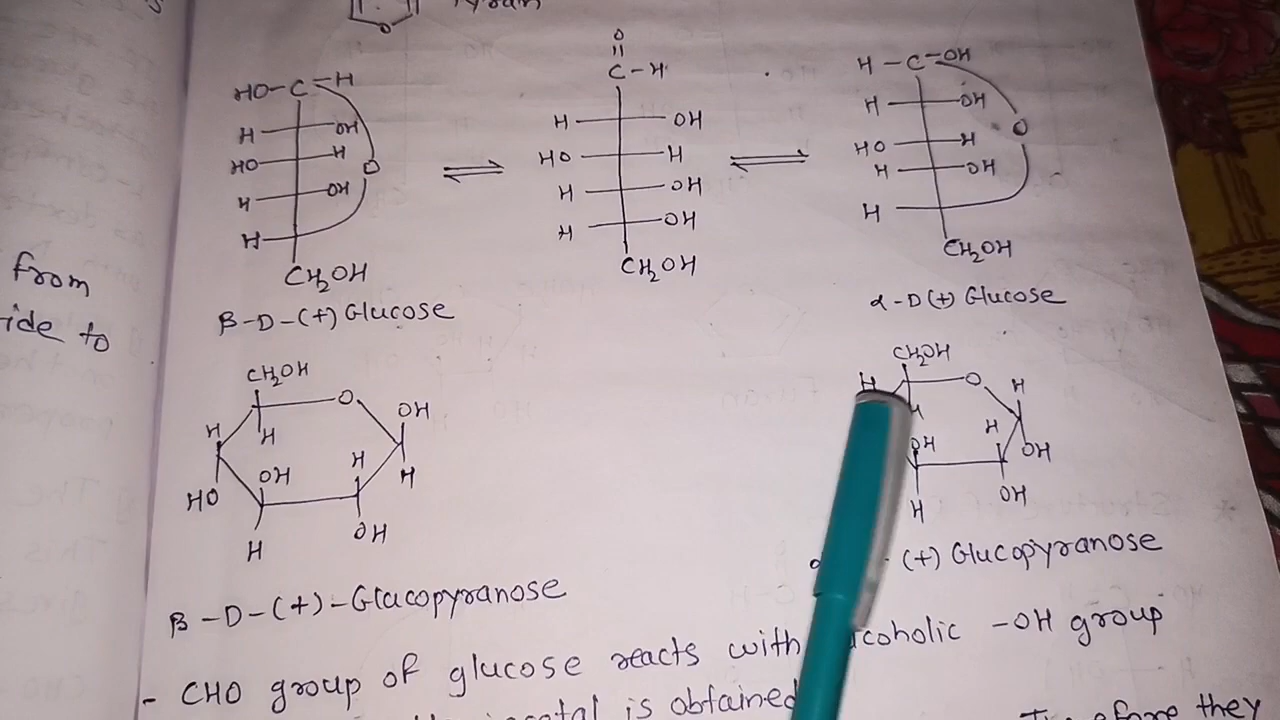 O
||
HO-C-H
C-H
H-C-OH
H OH
H OH
H OH
HO H
O
HO H
HO H
O
H OH
H OH
H OH
H
H OH
H
CH₂OH
CH₂OH
CH₂OH
β-D-(+) Glucose
α-D(+) Glucose
from
ide to
CH₂OH
O
OH
H
H
OH
H
H
HO
OH
H
CH₂OH
O
H
H
H
OH
OH
OH
H
β-D-(+)-Glucopyranose
(+) Glucopyranose
- CHO group of glucose reacts with alcoholic -OH group
is obtained
they